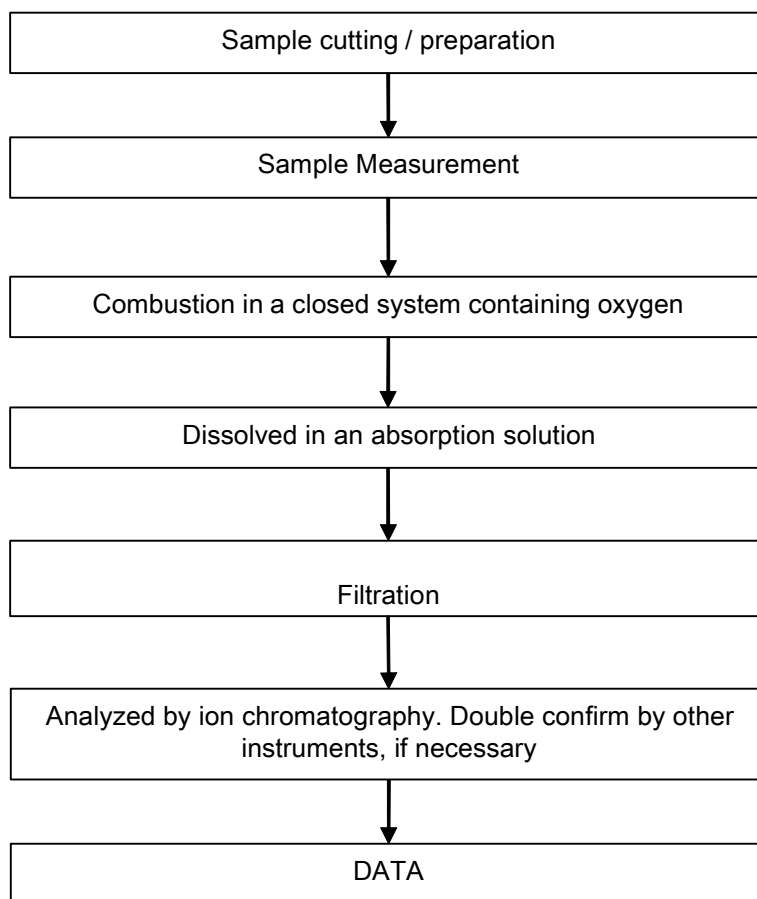 Sample cutting / preparation
Sample Measurement
Combustion in a closed system containing oxygen
Dissolved in an absorption solution
Filtration
Analyzed by ion chromatography. Double confirm by other
instruments, if necessary
DATA